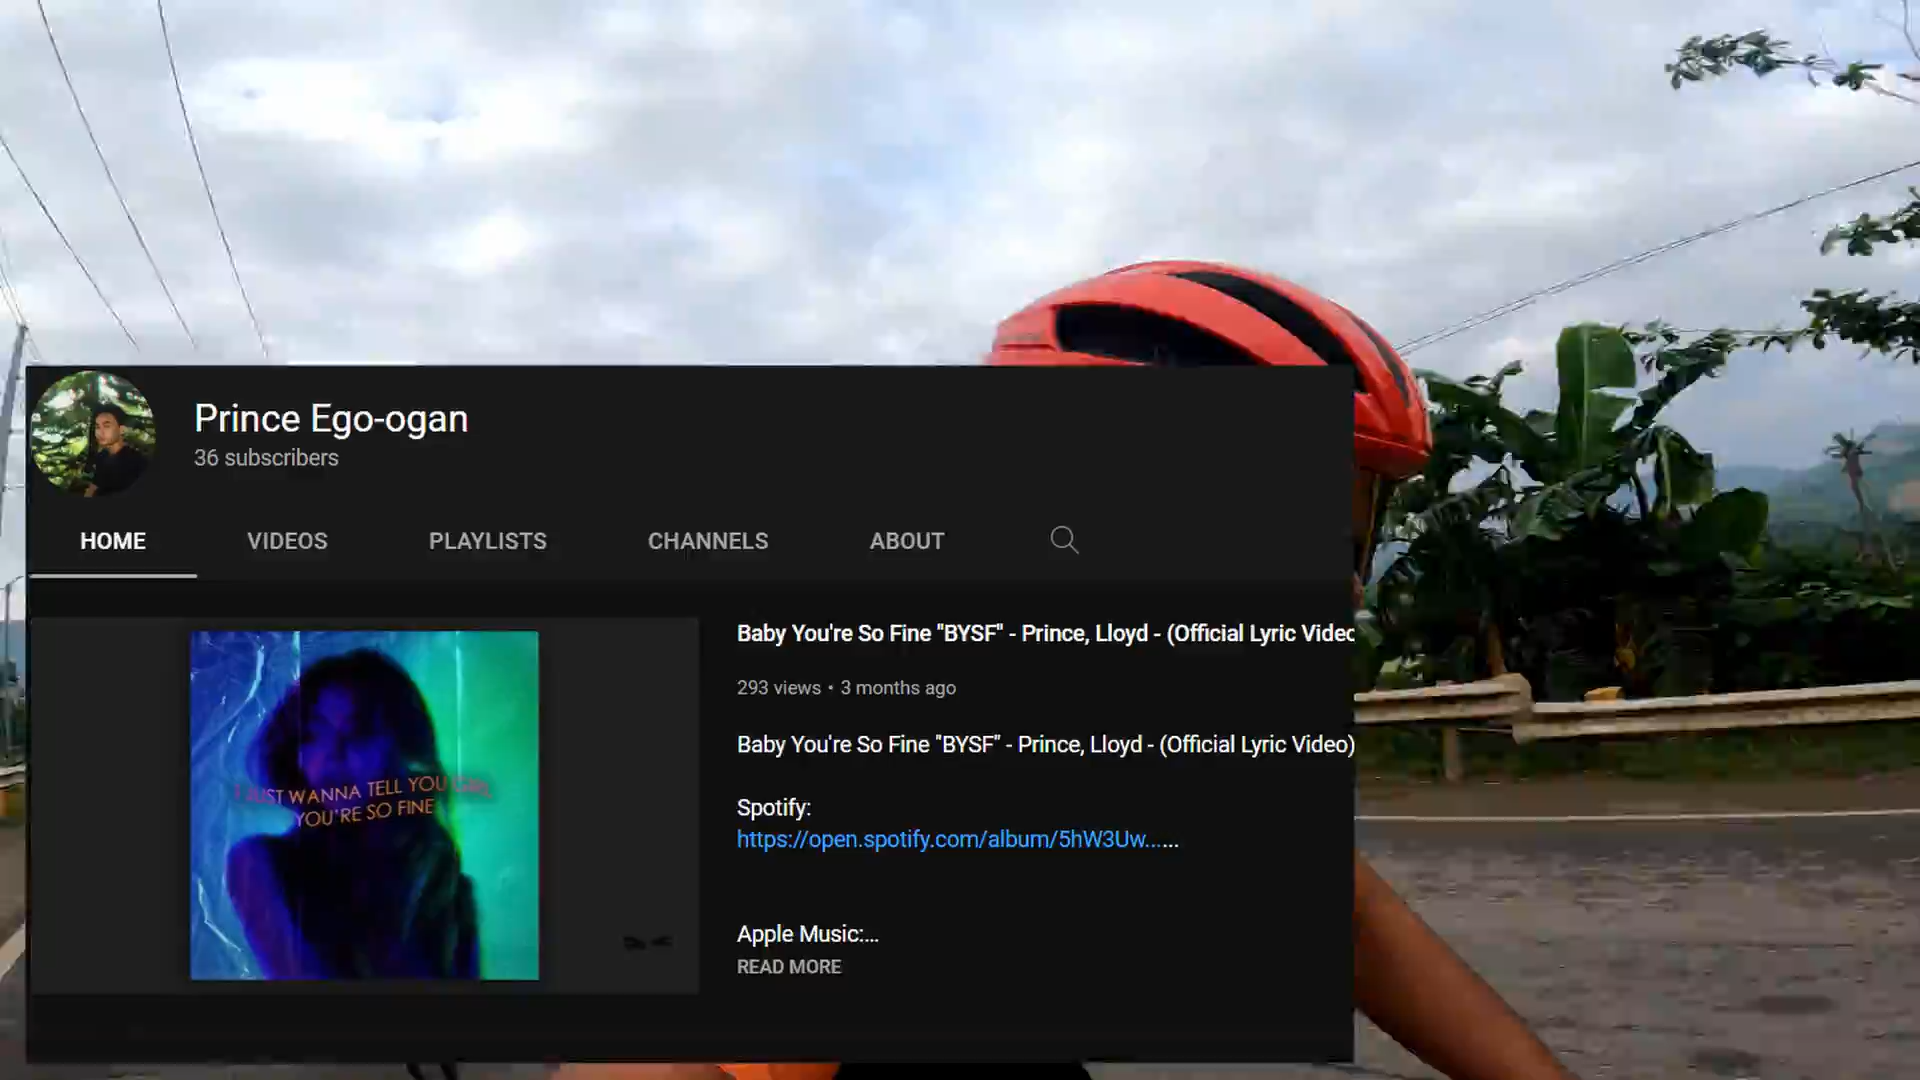 Prince Ego-ogan
36 subscribers
HOME VIDEOS PLAYLISTS CHANNELS ABOUT
I JUST WANNA TELL YOU GIRL
YOU'RE SO FINE
Baby You're So Fine "BYSF" - Prince, Lloyd - (Official Lyric Videc
293 views • 3 months ago
Baby You're So Fine "BYSF" - Prince, Lloyd - (Official Lyric Video)
Spotify:
https://open.spotify.com/album/5hW3Uw......
Apple Music:...
READ MORE